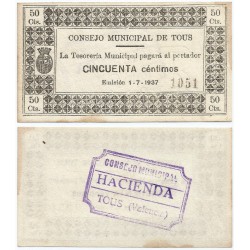 50 Cts.
50 Cts.
CONSEJO MUNICIPAL DE TOUS
La Tesorería Municipal pagará al portador
CINCUENTA céntimos
Emisión 1-7-1937
1051
50 Cts.
50 Cts.
CONSEJO MUNICIPAL
HACIENDA
TOUS (Valencia)